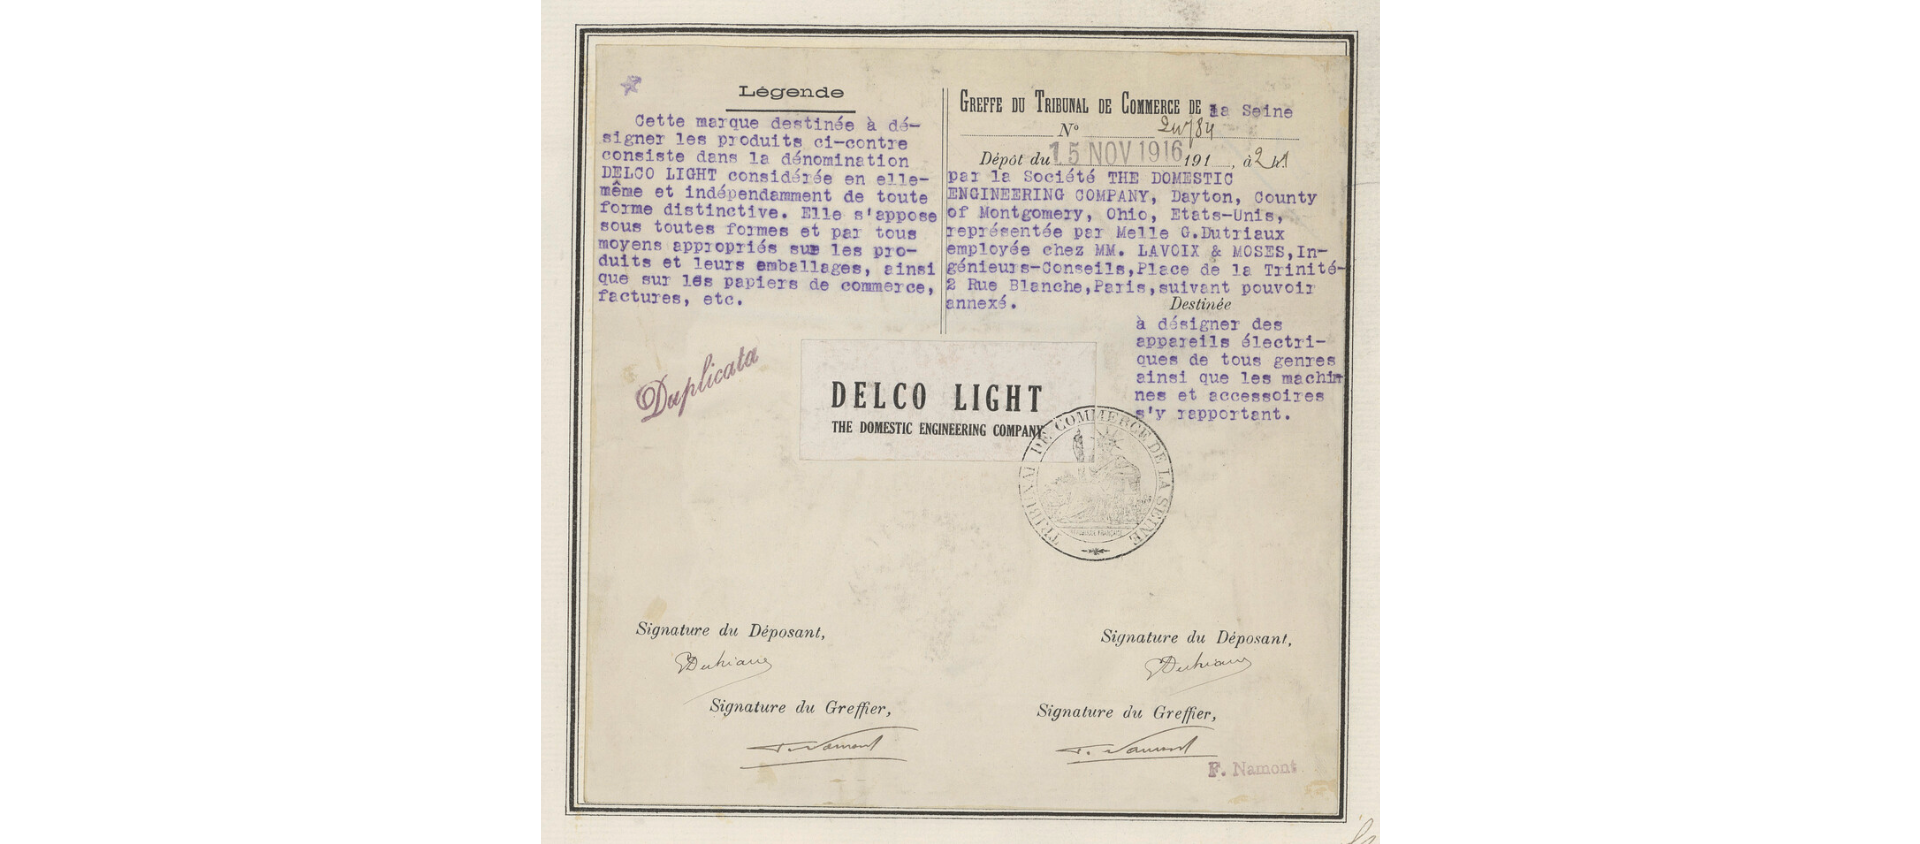 Légende
Cette marque destinée à dé-
signer les produits ci-contre
consiste dans la dénomination
DELCO LIGHT considérée en elle-
même et indépendamment de toute
forme distinctive. Elle s'appose
sous toutes formes et par tous
moyens appropriés sur les pro-
duits et leurs emballages, ainsi
que sur les papiers de commerce,
factures, etc.
GREFFE DU TRIBUNAL DE COMMERCE DE la Seine
N°
Dépôt du 15 NOV 1916 191 , à 2
par la Société THE DOMESTIC
ENGINEERING COMPANY, Dayton, County
of Montgomery, Ohio, Etats-Unis,
représentée par Melle G.Dutriaux
employée chez MM. LAVOIX & MOSES,In-
génieurs-Conseils,Place de la Trinité-
2 Rue Blanche,Paris,suivant pouvoir
annexé.
Destinée
à désigner des
appareils électri-
ques de tous genres
ainsi que les machi-
nes et accessoires
s'y rapportant.
Duplicata
DELCO LIGHT
THE DOMESTIC ENGINEERING COMPANY
TRIBUNAL DE COMMERCE DE LA SEINE
Signature du Déposant,
GDutriaux
Signature du Greffier,
F. Namont
Signature du Déposant,
GDutriaux
Signature du Greffier,
F. Namont
F. Namont